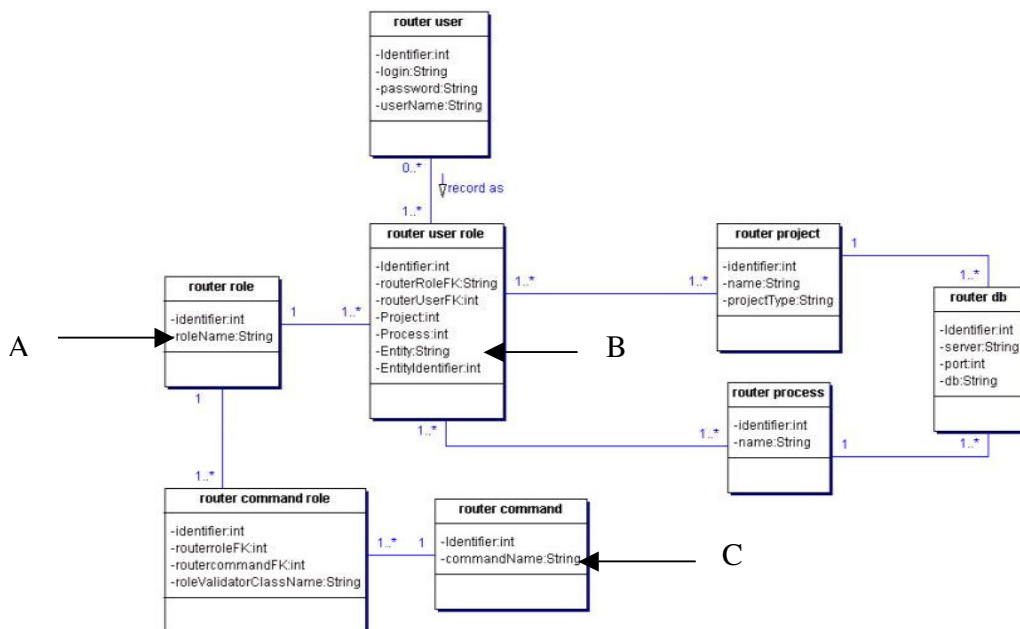 router user
-Identifier:int
-login:String
-password:String
-userName:String
0..*
record as
1..*
router user role
-Identifier:int
-routerRoleFK:String
-routerUserFK:int
-Project:int
-Process:int
-Entity:String
-EntityIdentifier:int
1..*
1..*
router project
-identifier:int
-name:String
-projectType:String
1
1..*
router db
-Identifier:int
-server:String
-port:int
-db:String
router role
-identifier:int
-roleName:String
1
1..*
A
B
router process
-identifier:int
-name:String
1..*
1..*
1
1..*
1
1..*
router command role
-identifier:int
-routerroleFK:int
-routercommandFK:int
-roleValidatorClassName:String
1..*
1
router command
-Identifier:int
-commandName:String
C